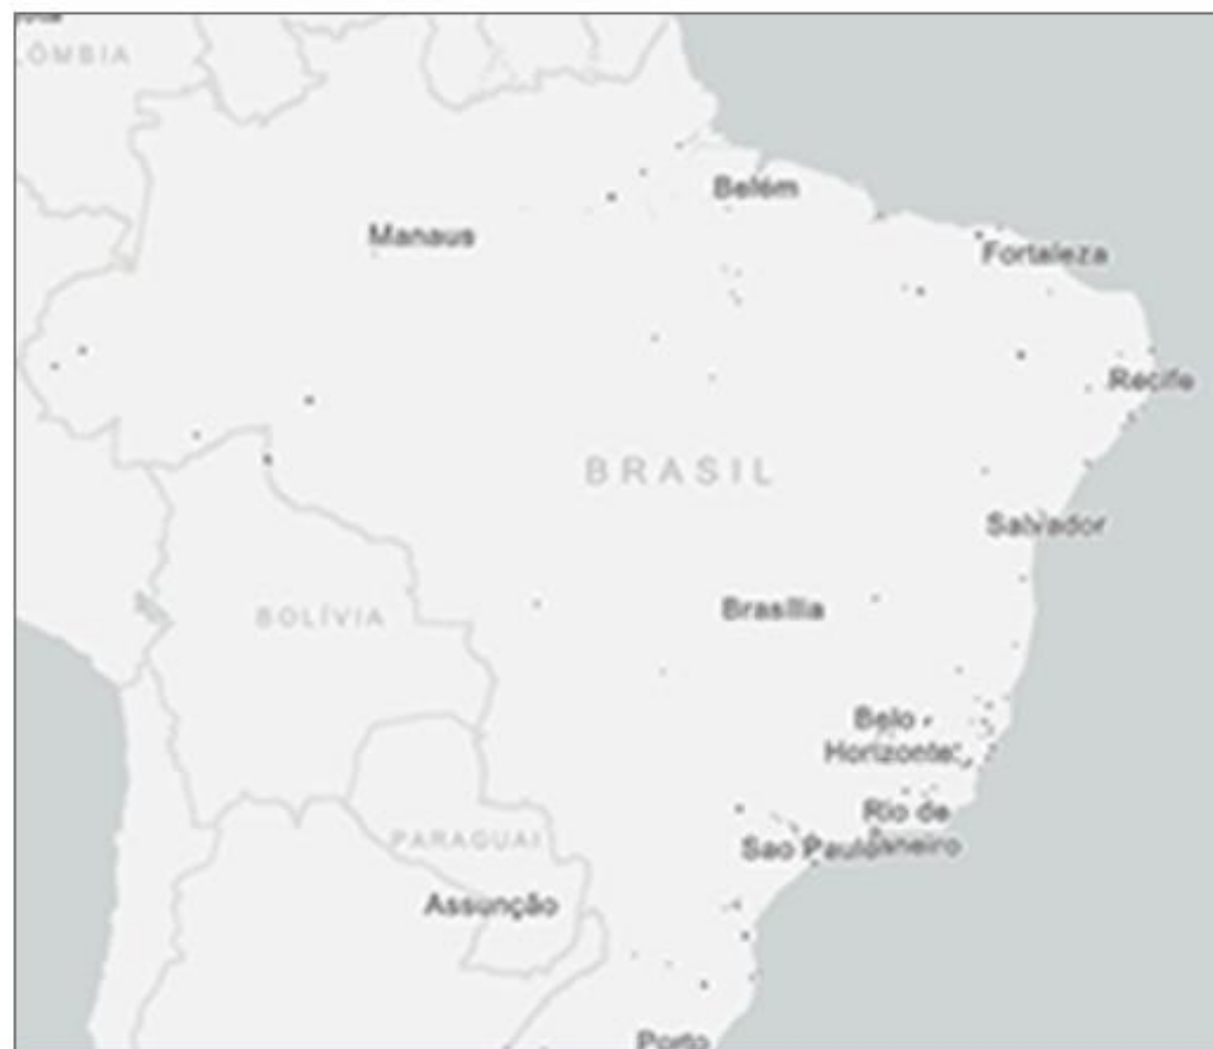 ÔMBIA
Belém
Manaus
Fortaleza
Recife
BRASIL
Salvador
Brasília
BOLÍVIA
Belo
Horizonte
Rio de
Janeiro
Sao Paulo
PARAGUAI
Assunção
Porto